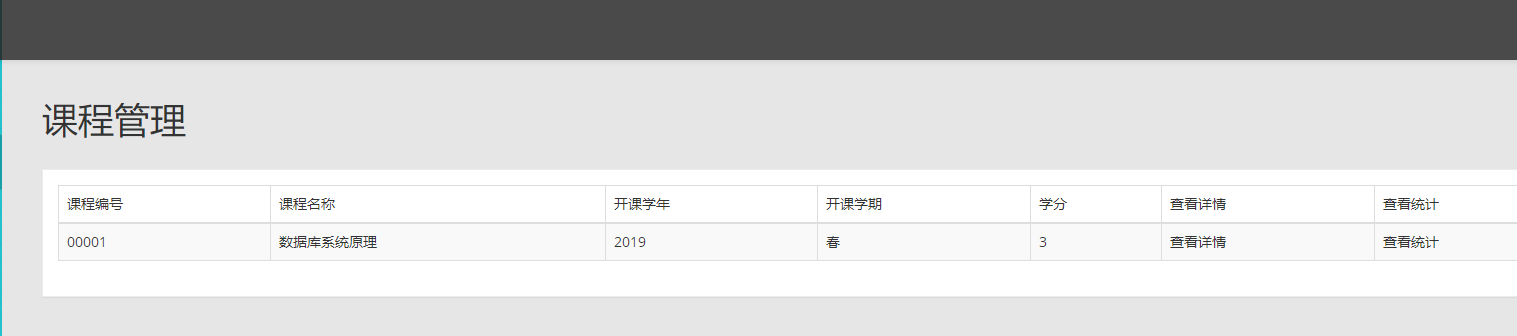 课程管理
课程编号 课程名称 开课学年 开课学期 学分 查看详情 查看统计
00001 数据库系统原理 2019 春 3 查看详情 查看统计